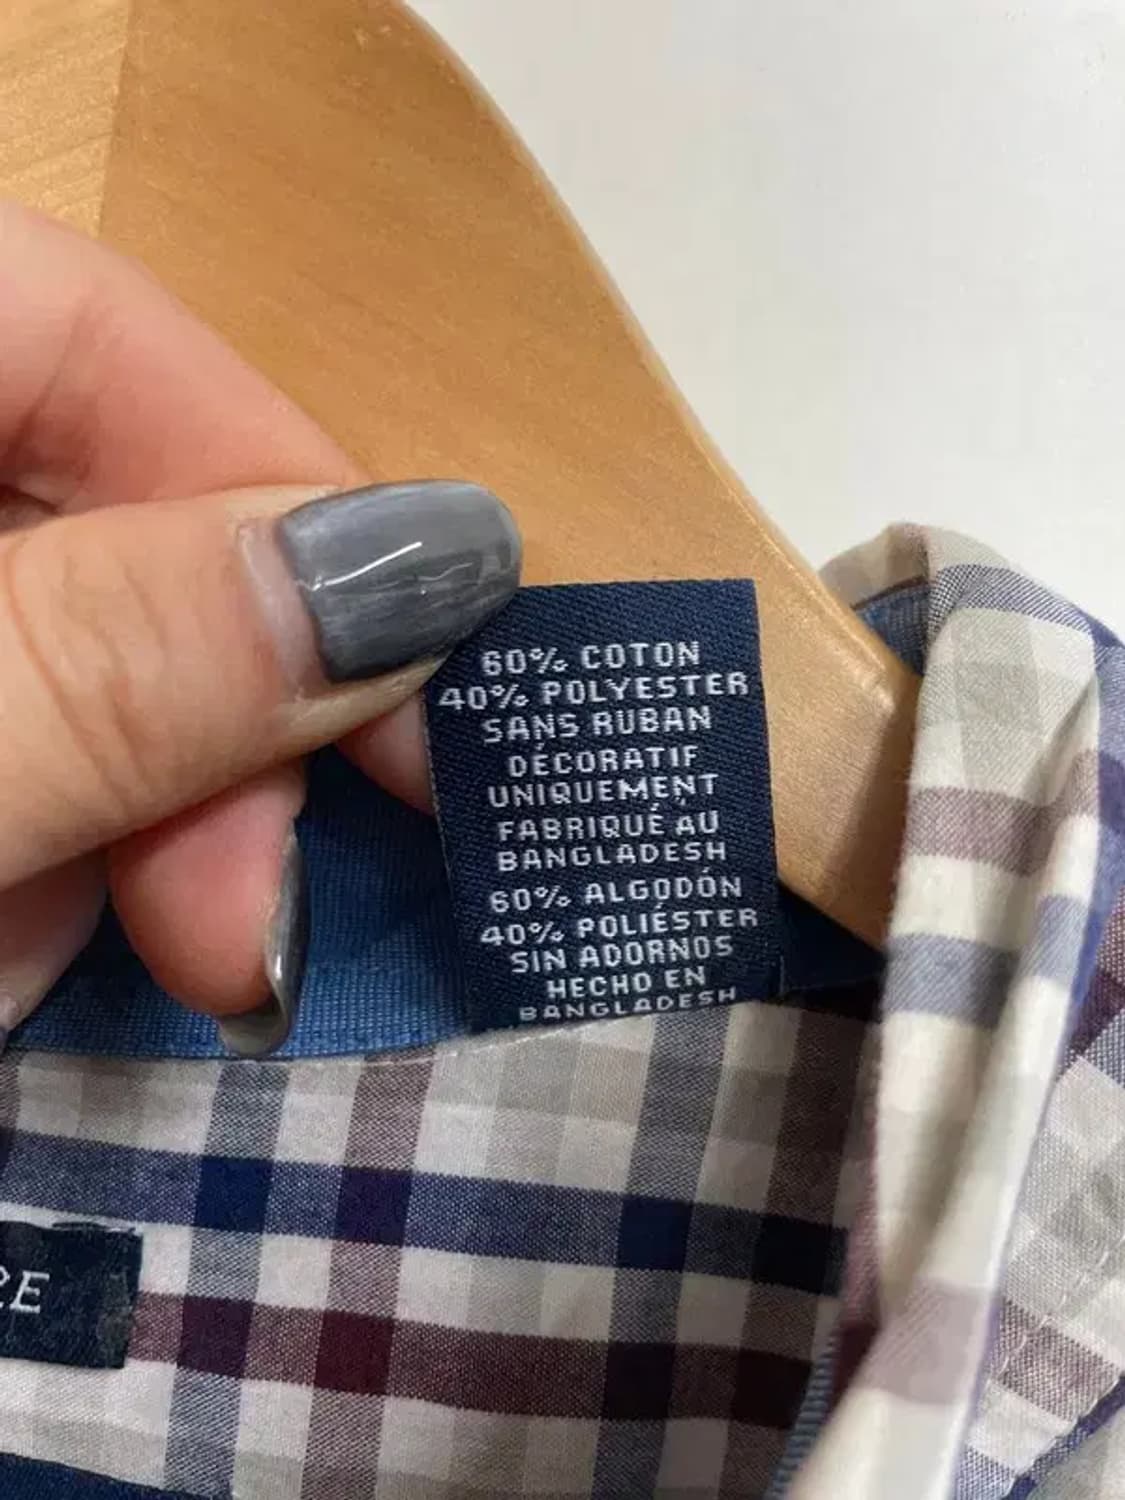 60% COTON
40% POLYESTER
SANS RUBAN
DÉCORATIF
UNIQUEMENT
FABRIQUÉ AU
BANGLADESH
60% ALGODÓN
40% POLIÉSTER
SIN ADORNOS
HECHO EN
BANGLADESH